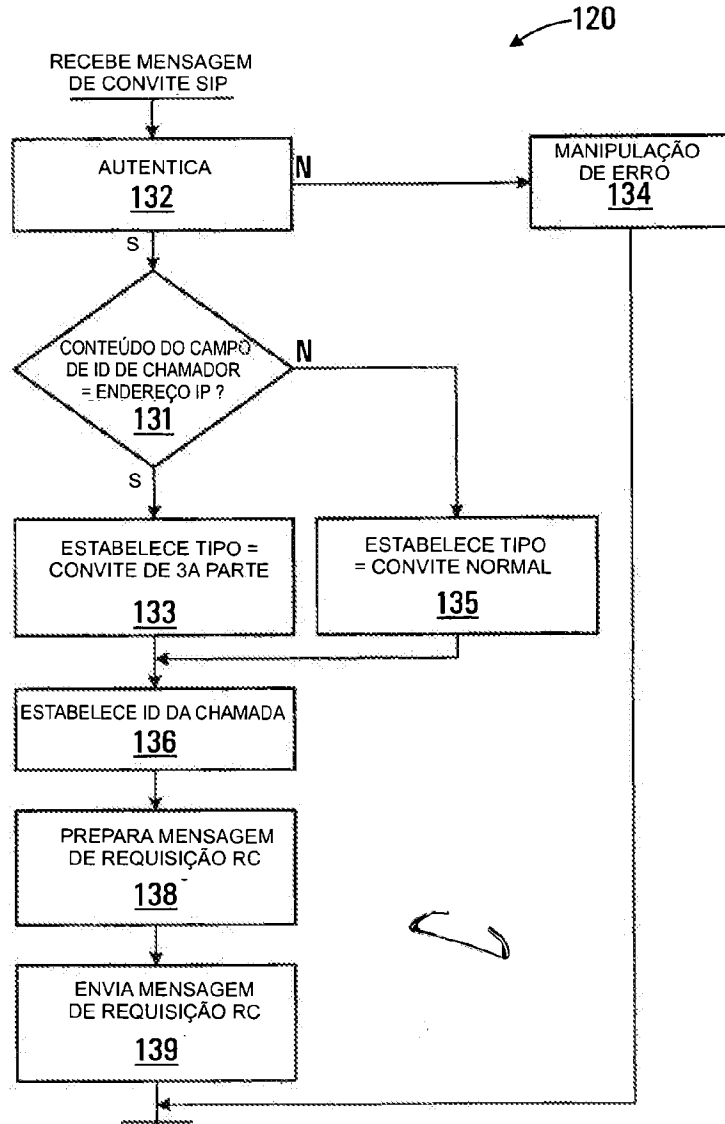 120
RECEBE MENSAGEM
DE CONVITE SIP
AUTENTICA
132
N
S
MANIPULAÇÃO
DE ERRO
134
CONTEÚDO DO CAMPO
DE ID DE CHAMADOR
= ENDEREÇO IP ?
131
N
S
ESTABELECE TIPO =
CONVITE DE 3A PARTE
133
ESTABELECE TIPO
= CONVITE NORMAL
135
ESTABELECE ID DA CHAMADA
136
PREPARA MENSAGEM
DE REQUISIÇÃO RC
138
ENVIA MENSAGEM
DE REQUISIÇÃO RC
139